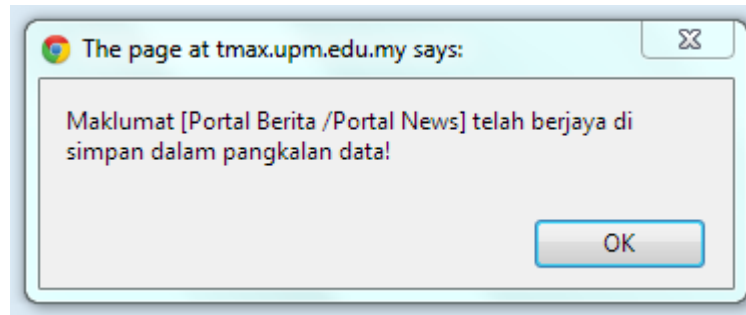 The page at tmax.upm.edu.my says:
Maklumat [Portal Berita /Portal News] telah berjaya di
simpan dalam pangkalan data!
OK